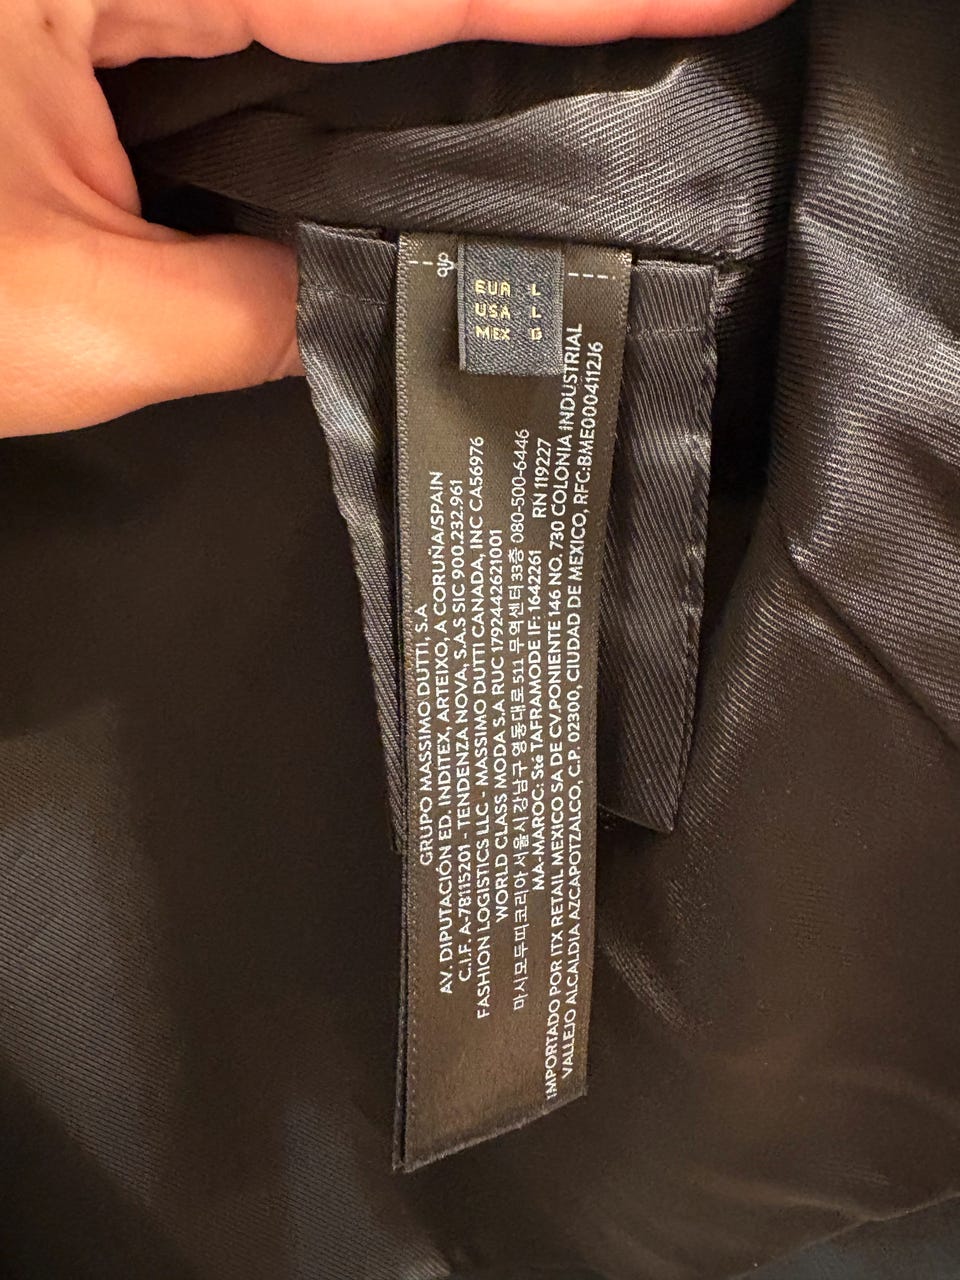 EUR L
USA L
MEX G
GRUPO MASSIMO DUTTI, S.A
AV. DIPUTACIÓN ED. INDITEX, ARTEIXO, A CORUÑA/SPAIN
C.I.F. A-78115201 - TENDENZA NOVA, S.A.S SIC 900.232.961
FASHION LOGISTICS LLC - MASSIMO DUTTI CANADA, INC CA56976
WORLD CLASS MODA S.A RUC 1792442621001
마시모두띠코리아 서울시 강남구 영동대로 511 무역센터 33층 080-500-6446
MA-MAROC: Sté TAFRAMODE IF: 1642261 RN 119227
IMPORTADO POR ITX RETAIL MEXICO SA DE CV.PONIENTE 146 NO. 730 COLONIA INDUSTRIAL
VALLEJO ALCALDIA AZCAPOTZALCO, C.P. 02300, CIUDAD DE MEXICO, RFC:BME0004112J6